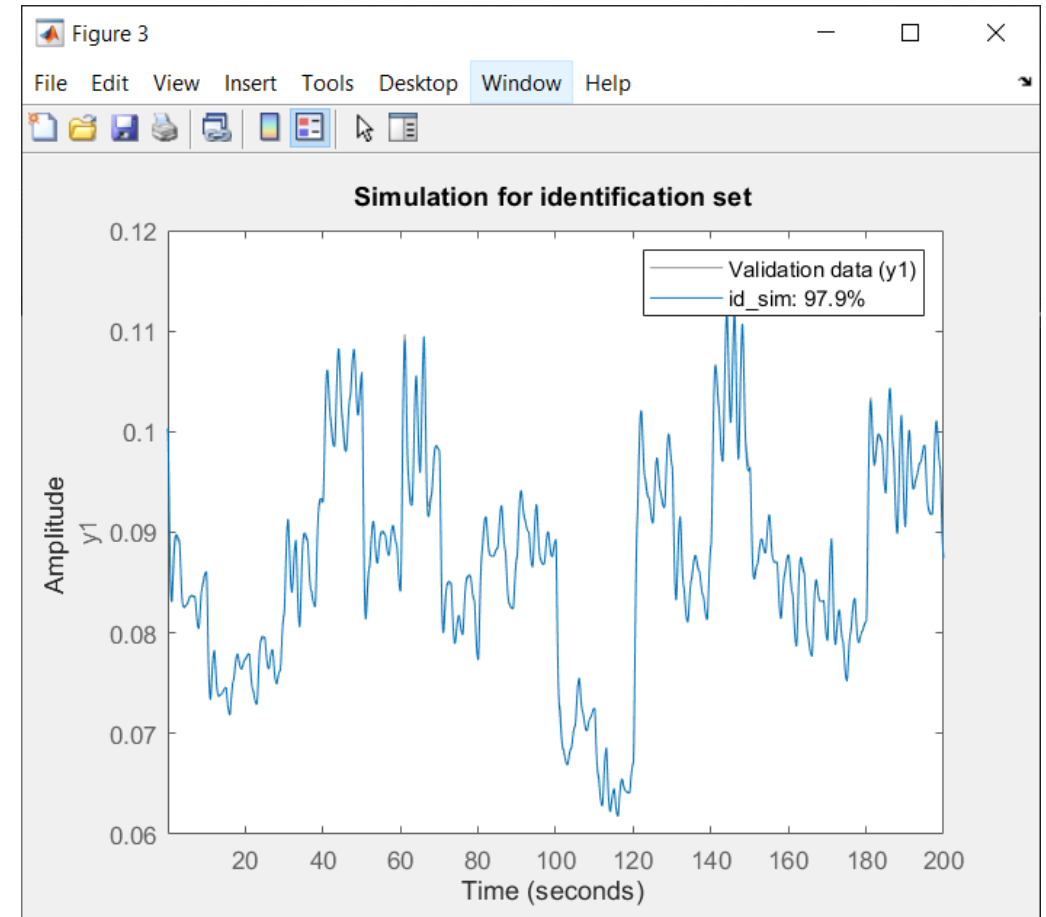 Figure 3
File Edit View Insert Tools Desktop Window Help
Simulation for identification set
Validation data (y1)
id_sim: 97.9%
0.12
0.11
0.1
0.09
0.08
0.07
0.06
Amplitude
y1
20 40 60 80 100 120 140 160 180 200
Time (seconds)